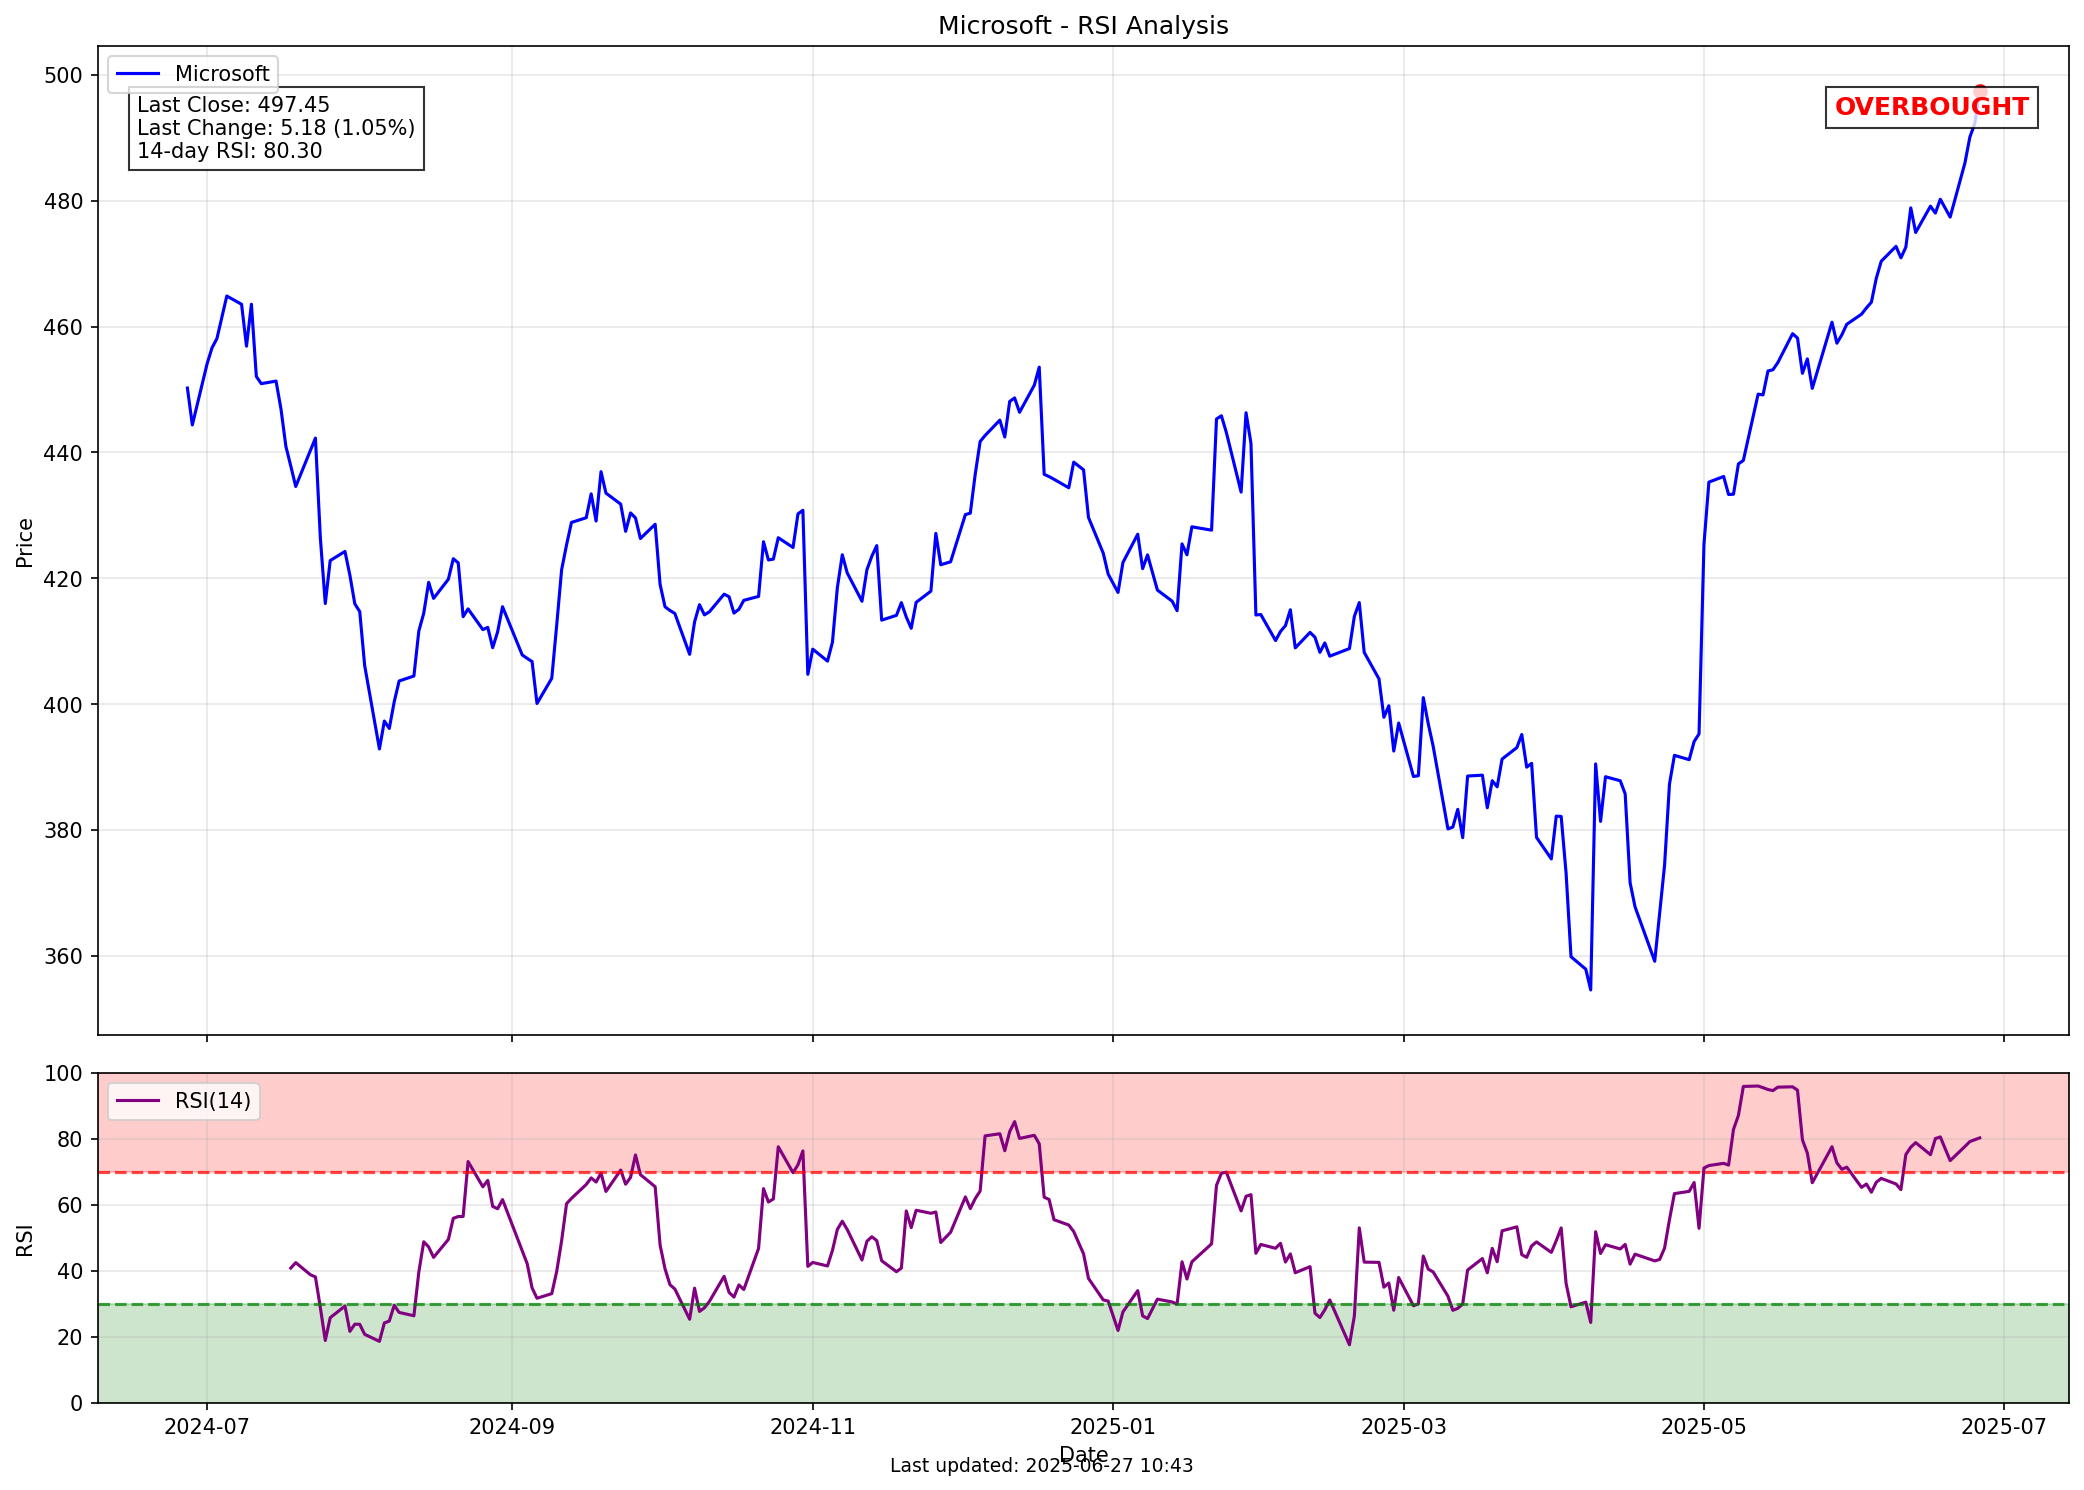 Microsoft - RSI Analysis
Microsoft
Last Close: 497.45
Last Change: 5.18 (1.05%)
14-day RSI: 80.30
OVERBOUGHT
Price
500
480
460
440
420
400
380
360
RSI
RSI(14)
100
80
60
40
20
0
2024-07 2024-09 2024-11 2025-01 2025-03 2025-05 2025-07
Date
Last updated: 2025-06-27 10:43